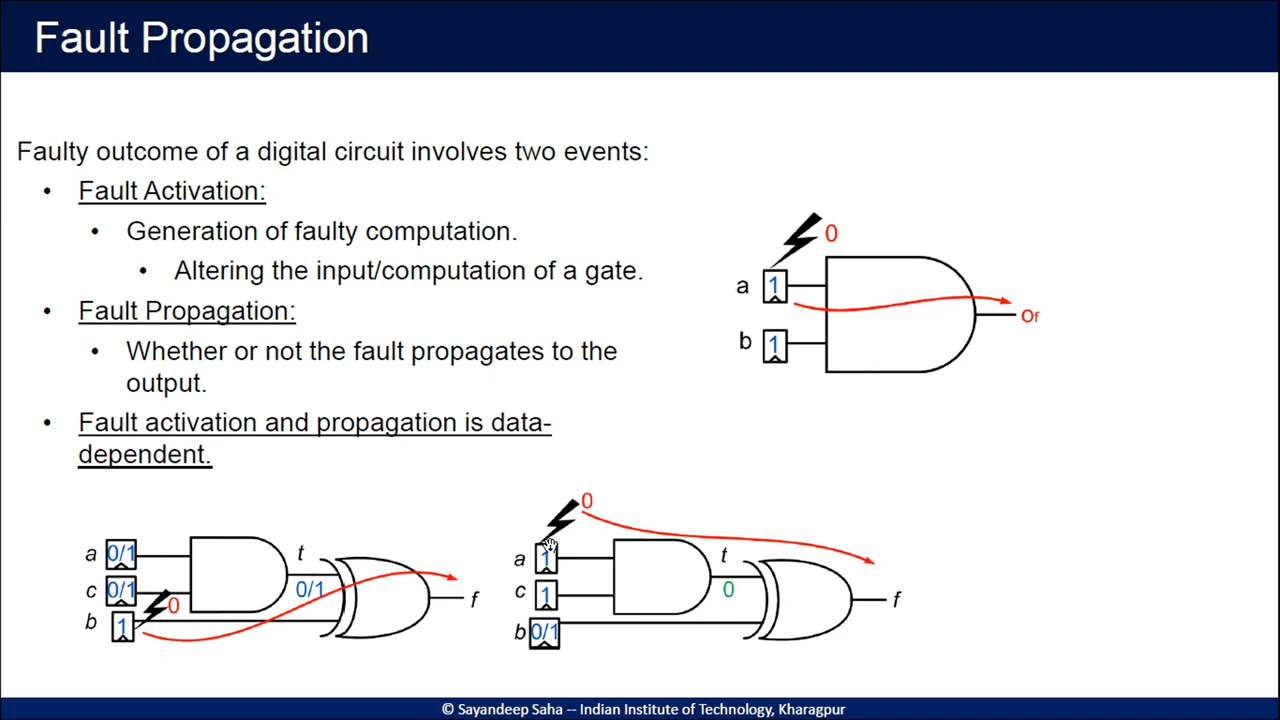 Fault Propagation
Faulty outcome of a digital circuit involves two events:
• Fault Activation:
• Generation of faulty computation.
• Altering the input/computation of a gate.
• Fault Propagation:
• Whether or not the fault propagates to the
output.
• Fault activation and propagation is data-
dependent.
0
a 1
b 1
Of
a 0/1
c 0/1
0
b 1
t
0/1
f
0
a 1
c 1
b 0/1
t
0
f
© Sayandeep Saha -- Indian Institute of Technology, Kharagpur